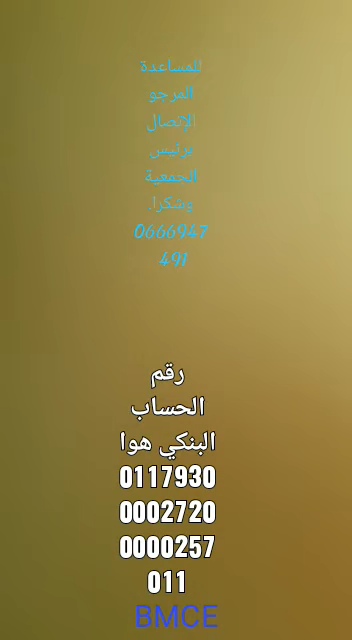 للمساعدة
المرجو
الإتصال
برئيس
الجمعية
وشكرا.
0666947
491
رقم
الحساب
البنكي هوا
0117930
0002720
0000257
011
BMCE